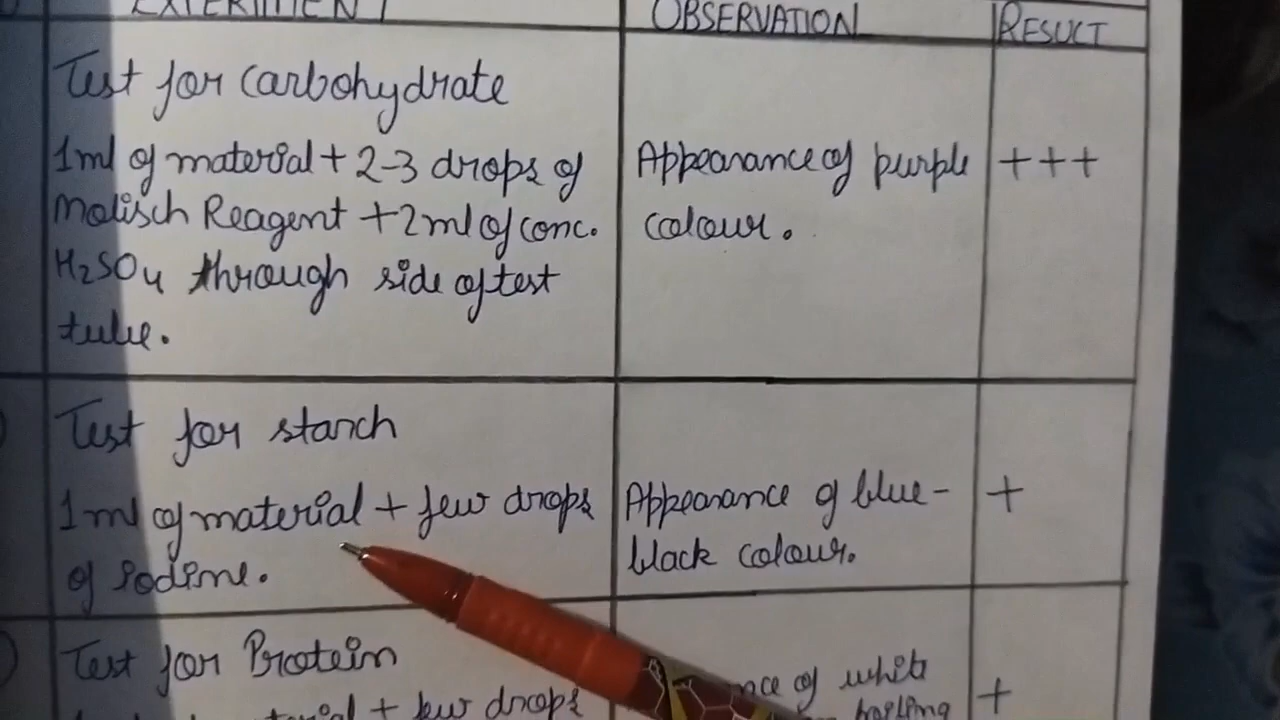 EXPERIMENT
OBSERVATION
RESULT
Test for Carbohydrate
1ml of material + 2-3 drops of
Molisch Reagent + 2ml of conc.
H₂SO₄ through side of test
tube.
Appearance of purple
colour.
+++
Test for starch
1ml of material + few drops
of Iodine.
Appearance of blue-
black colour.
+
Test for Protein
+ few drops
of white
boiling
+